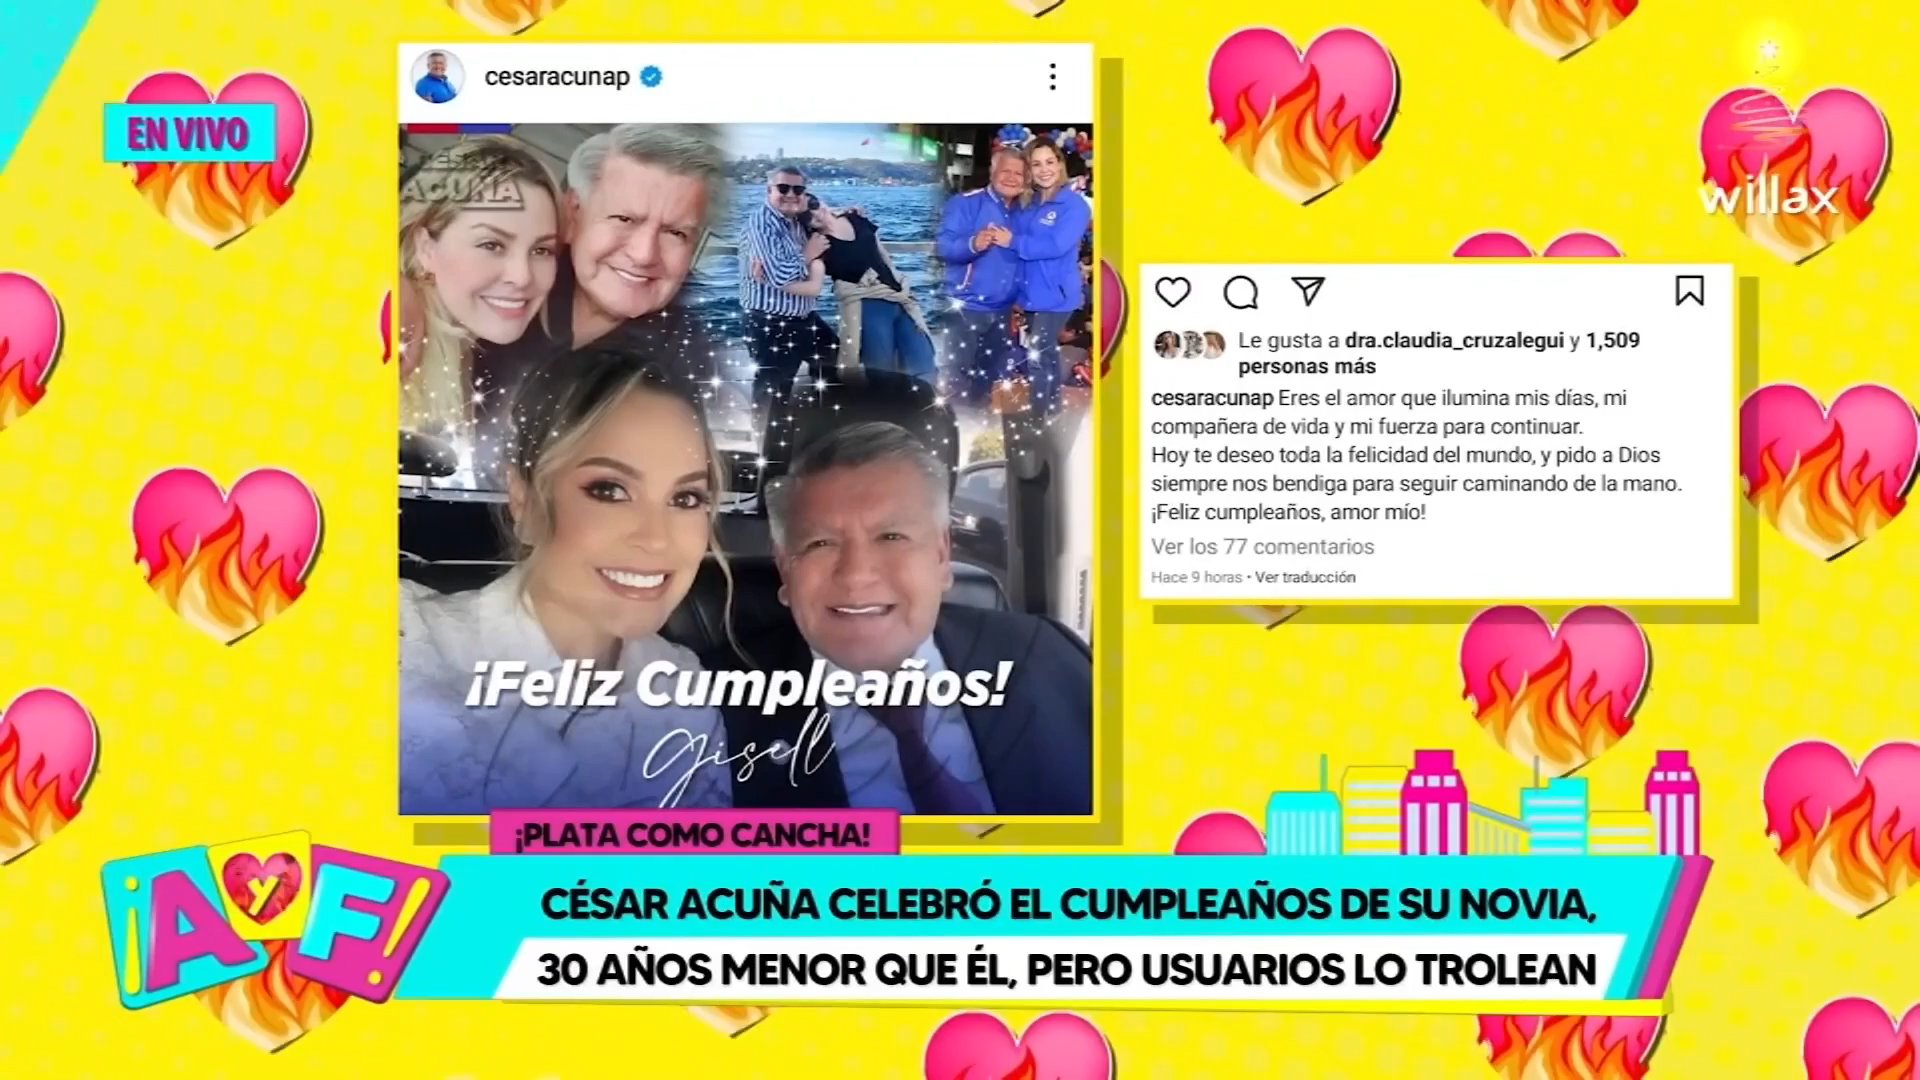 EN VIVO
cesaracunap
CÉSAR
ACUÑA
¡Feliz Cumpleaños!
Gisell
willax
Le gusta a dra.claudia_cruzalegui y 1,509
personas más
cesaracunap Eres el amor que ilumina mis días, mi
compañera de vida y mi fuerza para continuar.
Hoy te deseo toda la felicidad del mundo, y pido a Dios
siempre nos bendiga para seguir caminando de la mano.
¡Feliz cumpleaños, amor mío!
Ver los 77 comentarios
Hace 9 horas • Ver traducción
¡PLATA COMO CANCHA!
¡AyF!
CÉSAR ACUÑA CELEBRÓ EL CUMPLEAÑOS DE SU NOVIA,
30 AÑOS MENOR QUE ÉL, PERO USUARIOS LO TROLEAN